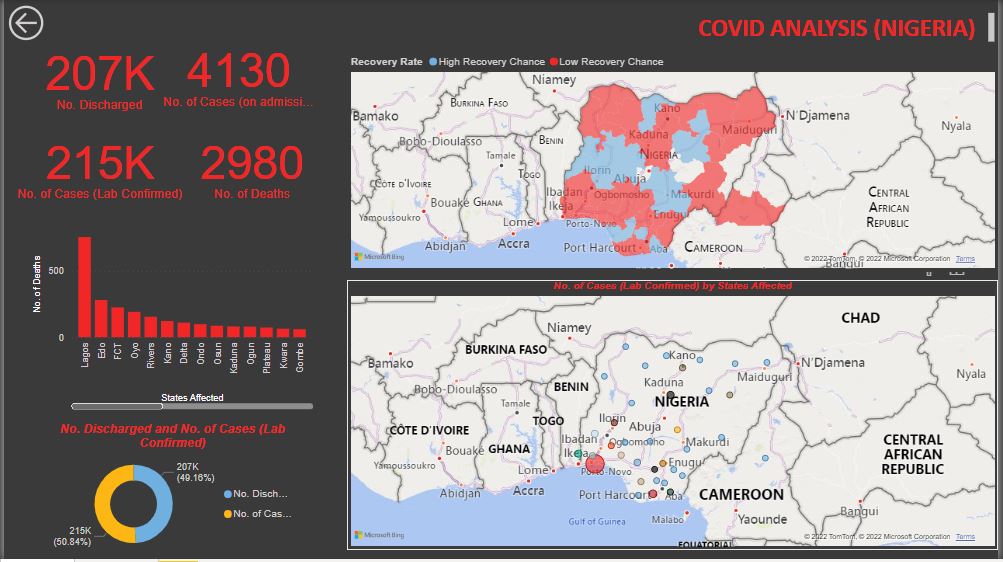 COVID ANALYSIS (NIGERIA)
207K
No. Discharged
4130
No. of Cases (on admissi...
215K
No. of Cases (Lab Confirmed)
2980
No. of Deaths
Recovery Rate High Recovery Chance Low Recovery Chance
Niamey
Bamako
BURKINA FASO
Bobo-Dioulasso
BENIN
Tamale
TOGO
CÔTE D'IVOIRE
Bouake
GHANA
Yamoussoukro
Lome
Abidjan
Accra
Kano
Kaduna
Maiduguri
N'Djamena
Nyala
NIGERIA
Ilorin
Abuja
Ibadan
Ogbomosho
Makurdi
Ikeja
Porto-Novo
Enugu
Port Harcourt
Aba
CAMEROON
CENTRAL
AFRICAN
REPUBLIC
Bangui
Microsoft Bing
© 2022 TomTom, © 2022 Microsoft Corporation Terms
No. of Deaths
500
0
Lagos
Edo
FCT
Oyo
Rivers
Kano
Delta
Ondo
Osun
Kaduna
Ogun
Plateau
Kwara
Gombe
States Affected
No. Discharged and No. of Cases (Lab
Confirmed)
207K
(49.16%)
215K
(50.84%)
No. Disch...
No. of Cas...
No. of Cases (Lab Confirmed) by States Affected
Niamey
CHAD
Bamako
BURKINA FASO
Kano
N'Djamena
Maiduguri
Nyala
Bobo-Dioulasso
BENIN
Kaduna
Tamale
NIGERIA
TOGO
Ilorin
Abuja
CÔTE D'IVOIRE
Ibadan
Ogbomoso
Makurdi
Bouake
GHANA
Ikeja
CENTRAL
AFRICAN
REPUBLIC
Yamoussoukro
Lome
Porto-Novo
Enugu
Abidjan
Accra
Port Harcourt
Aba
CAMEROON
Bangui
Gulf of Guinea
Malabo
Yaounde
Microsoft Bing
EQUATORIAL
© 2022 TomTom, © 2022 Microsoft Corporation Terms